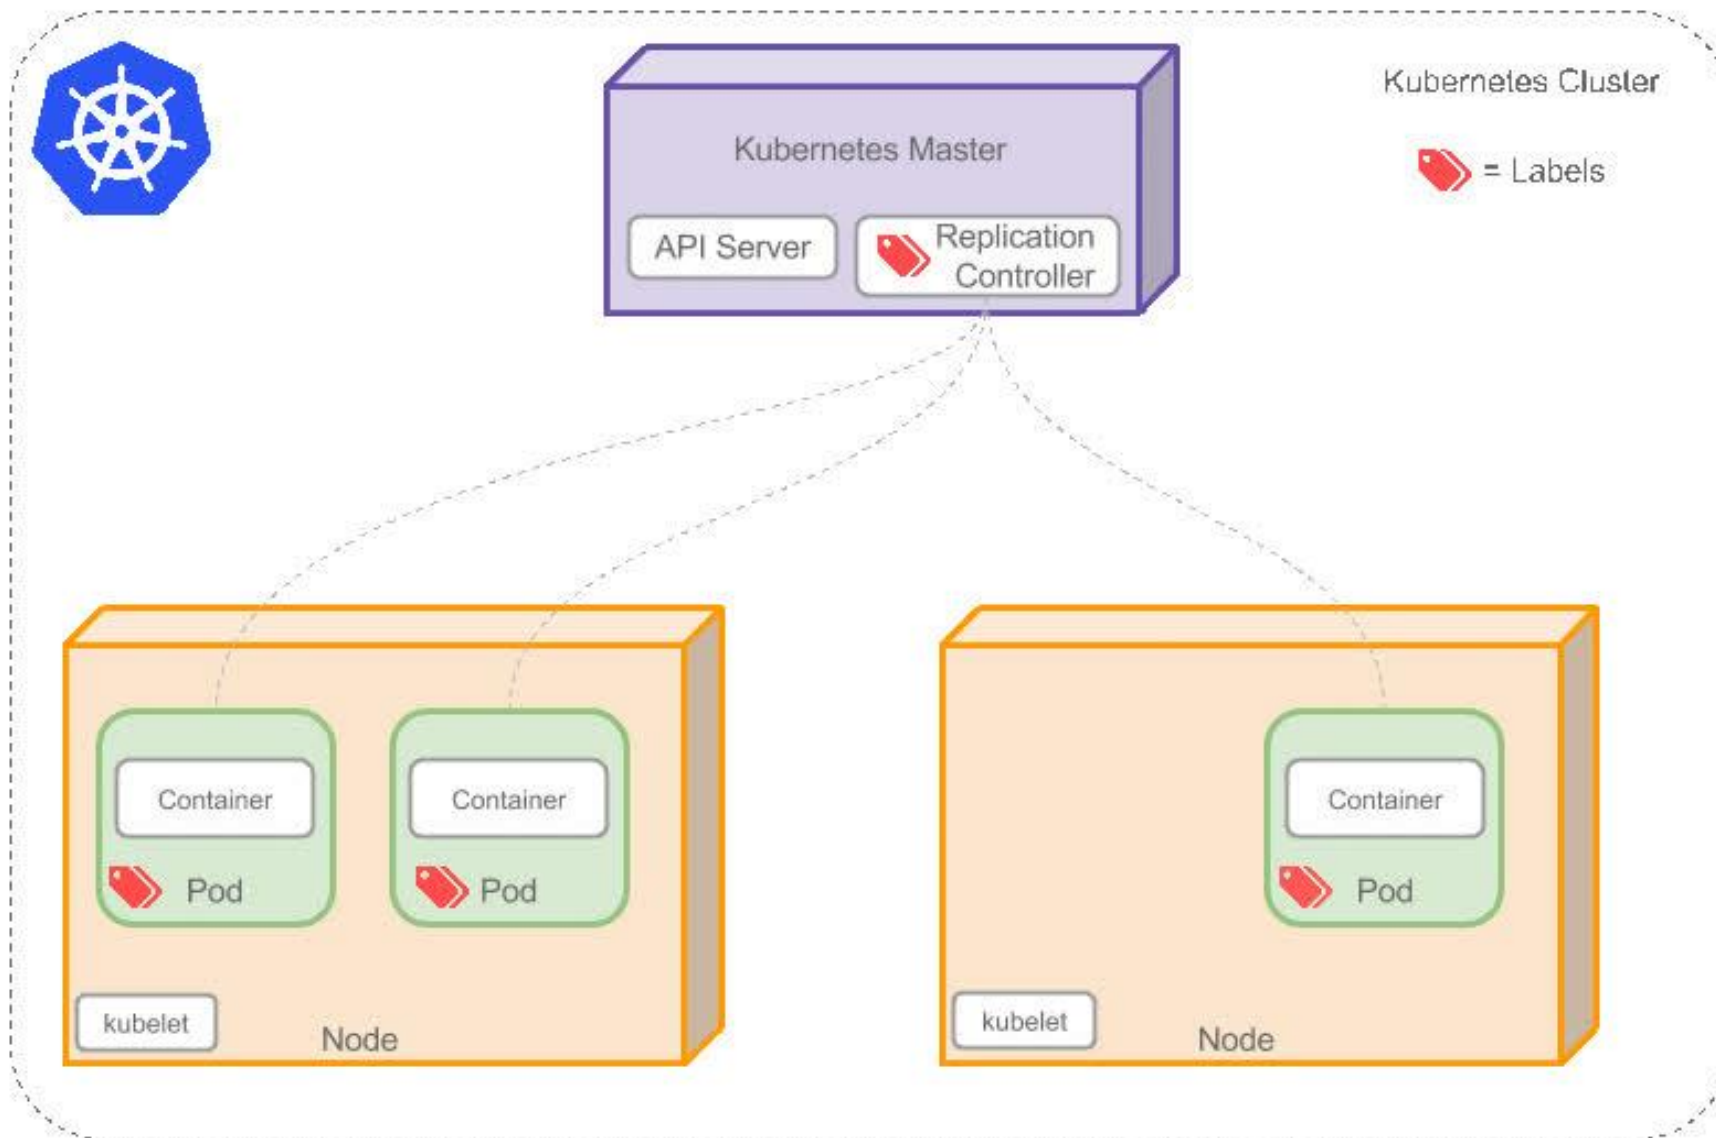 Kubernetes Cluster
= Labels
Kubernetes Master
API Server
Replication
Controller
Container
Pod
Container
Pod
kubelet
Node
Container
Pod
kubelet
Node